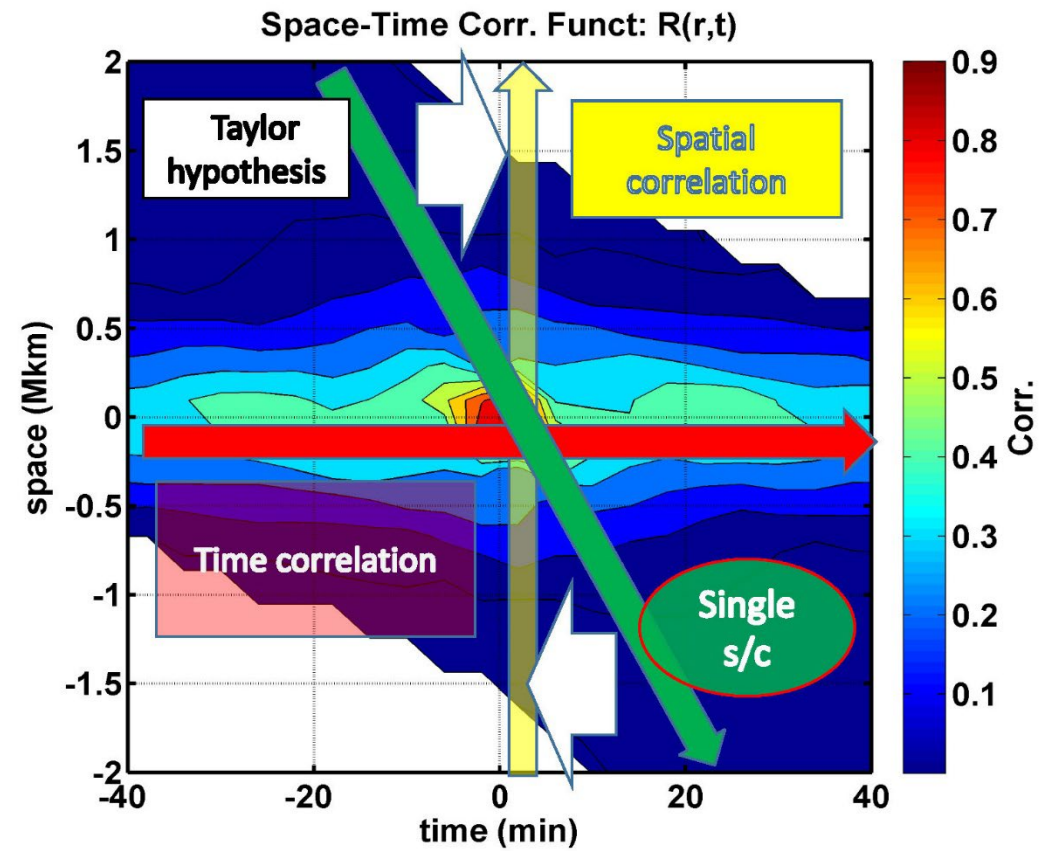 Space-Time Corr. Funct: R(r,t)
2
1.5
1
0.5
0
-0.5
-1
-1.5
-2
space (Mkm)
Taylor
hypothesis
Spatial
correlation
Time correlation
Single
s/c
-40
-20
0
20
40
time (min)
0.9
0.8
0.7
0.6
0.5
0.4
0.3
0.2
0.1
Corr.